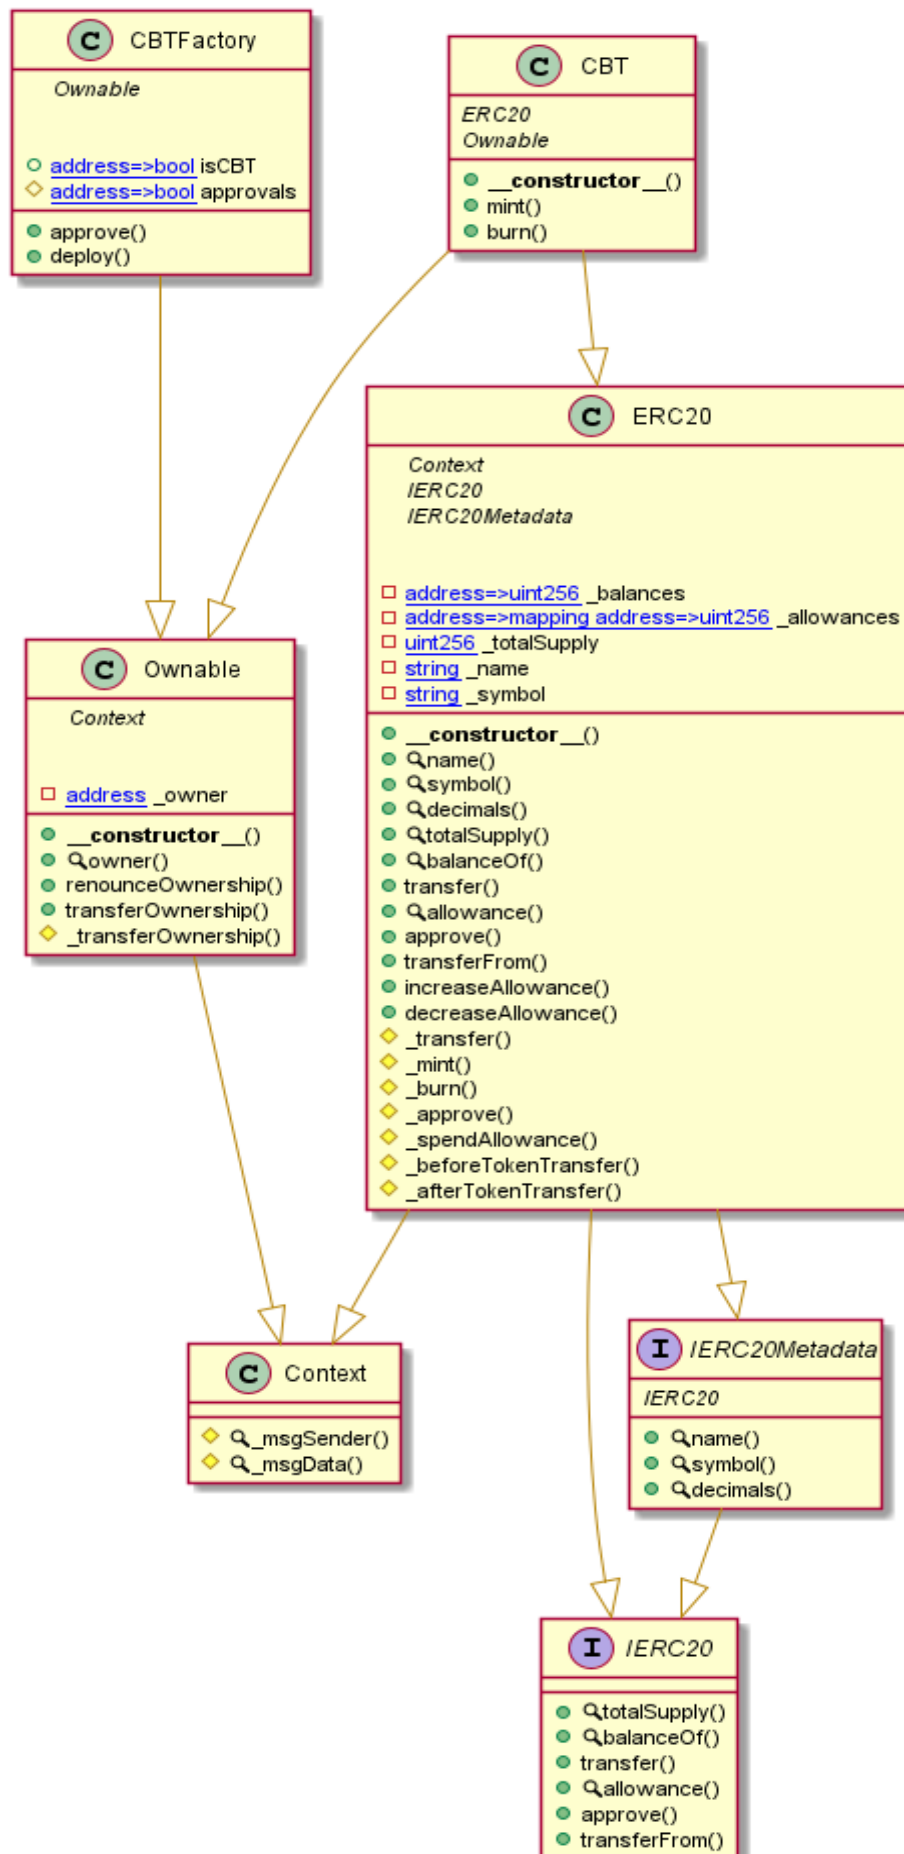 C CBTFactory
Ownable
address=>bool isCBT
address=>bool approvals
approve()
deploy()
C CBT
ERC20
Ownable
__constructor__()
mint()
burn()
C ERC20
Context
IERC20
IERC20Metadata
address=>uint256 _balances
address=>mapping address=>uint256 _allowances
uint256 _totalSupply
string _name
string _symbol
__constructor__()
name()
symbol()
decimals()
totalSupply()
balanceOf()
transfer()
allowance()
approve()
transferFrom()
increaseAllowance()
decreaseAllowance()
_transfer()
_mint()
_burn()
_approve()
_spendAllowance()
_beforeTokenTransfer()
_afterTokenTransfer()
C Ownable
Context
address _owner
__constructor__()
owner()
renounceOwnership()
transferOwnership()
_transferOwnership()
C Context
_msgSender()
_msgData()
I IERC20Metadata
IERC20
name()
symbol()
decimals()
I IERC20
totalSupply()
balanceOf()
transfer()
allowance()
approve()
transferFrom()